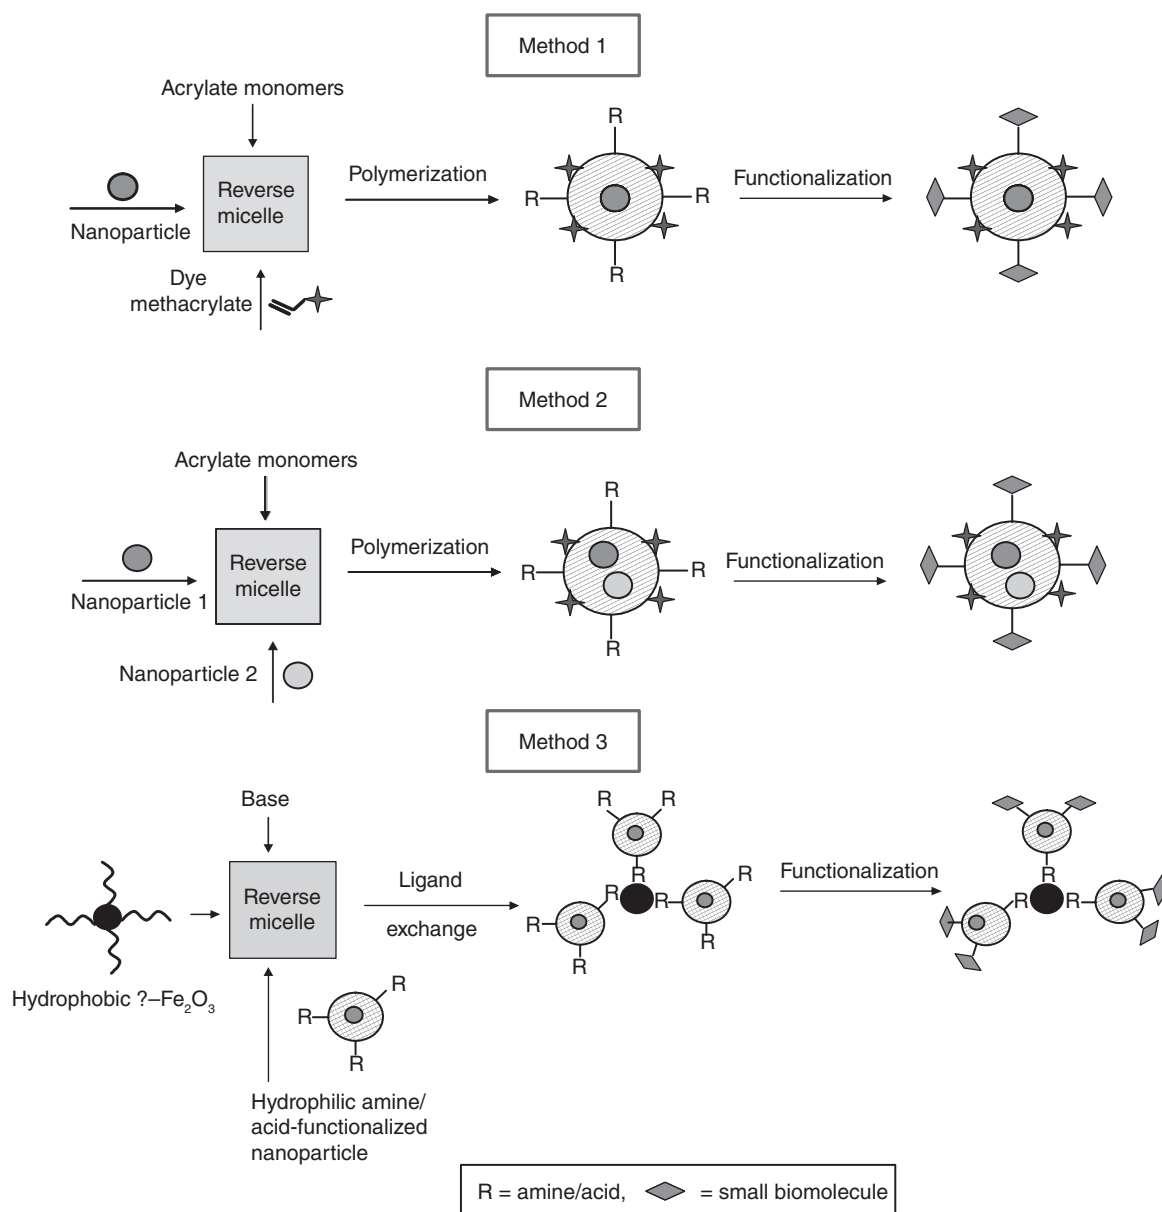 Method 1
Acrylate monomers
Nanoparticle
Reverse
micelle
Dye
methacrylate
Polymerization
R
R
R
R
Functionalization
Method 2
Acrylate monomers
Nanoparticle 1
Reverse
micelle
Nanoparticle 2
Polymerization
R
R
R
R
Functionalization
Method 3
Base
Reverse
micelle
Hydrophobic ?–Fe₂O₃
R
R
R
Hydrophilic amine/
acid-functionalized
nanoparticle
Ligand
exchange
R
R
R
R
R
R
R
R
R
Functionalization
R
R
R
R = amine/acid,
= small biomolecule